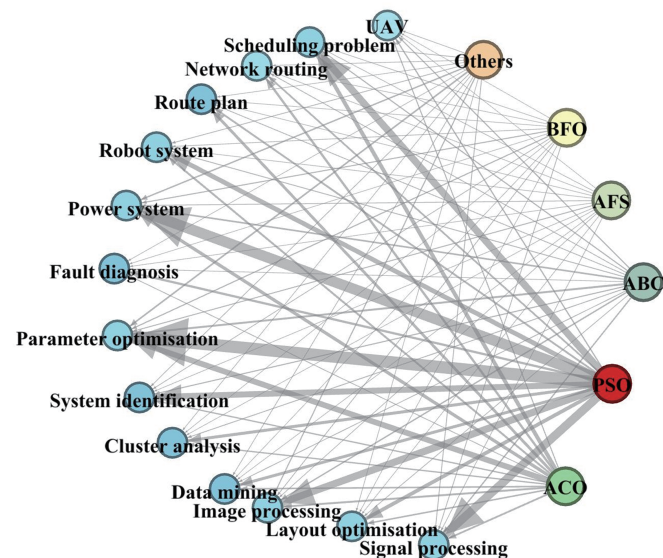 UAV
Scheduling problem
Others
Network routing
Route plan
BFO
Robot system
AFS
Power system
Fault diagnosis
ABC
Parameter optimisation
PSO
System identification
Cluster analysis
Data mining
ACO
Image processing
Layout optimisation
Signal processing